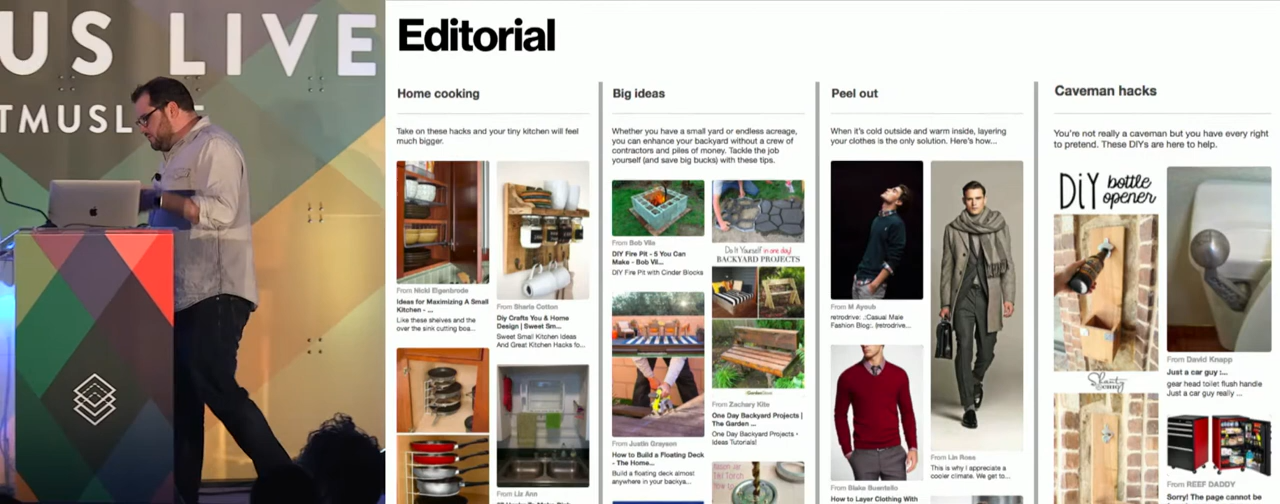 US LIVE
TMUSL
Editorial
Home cooking
Take on these hacks and your tiny kitchen will feel
much bigger.
From Nicki Eigenbrode
Ideas for Maximizing A Small
Kitchen - ...
Like these shelves and the
over the sink cutting boa...
From Sharla Cotton
Diy Crafts You & Home
Design | Sweet Sm...
Sweet Small Kitchen Ideas
And Great Kitchen Hacks fo...
From Liz Ann
Big ideas
Whether you have a small yard or endless acreage,
you can enhance your backyard without a crew of
contractors and piles of money. Tackle the job
yourself (and save big bucks) with these tips.
From Bob Vila
DIY Fire Pit - 5 You Can
Make - Bob Vil...
DIY Fire Pit with Cinder Blocks
From Justin Grayson
How to Build a Floating Deck
- The Home...
Build a floating deck almost
anywhere in your backya...
Do It Yourself in one day!
BACKYARD PROJECTS
From Zachary Kite
One Day Backyard Projects |
The Garden ...
One Day Backyard Projects •
Ideas Tutorials!
Peel out
When it's cold outside and warm inside, layering
your clothes is the only solution. Here's how...
From M Ayoub
retrodrive: .:Casual Male
Fashion Blog:. (retrodrive...
From Blake Buentello
How to Layer Clothing With
From Lin Ross
This is why I appreciate a
cooler climate. We get to...
Caveman hacks
You're not really a caveman but you have every right
to pretend. These DIYs are here to help.
DiY bottle
opener
Shanty
CHIC
From David Knapp
Just a car guy :...
gear head toilet flush handle
Just a car guy really ...
From REEF DADDY
Sorry! The page cannot be